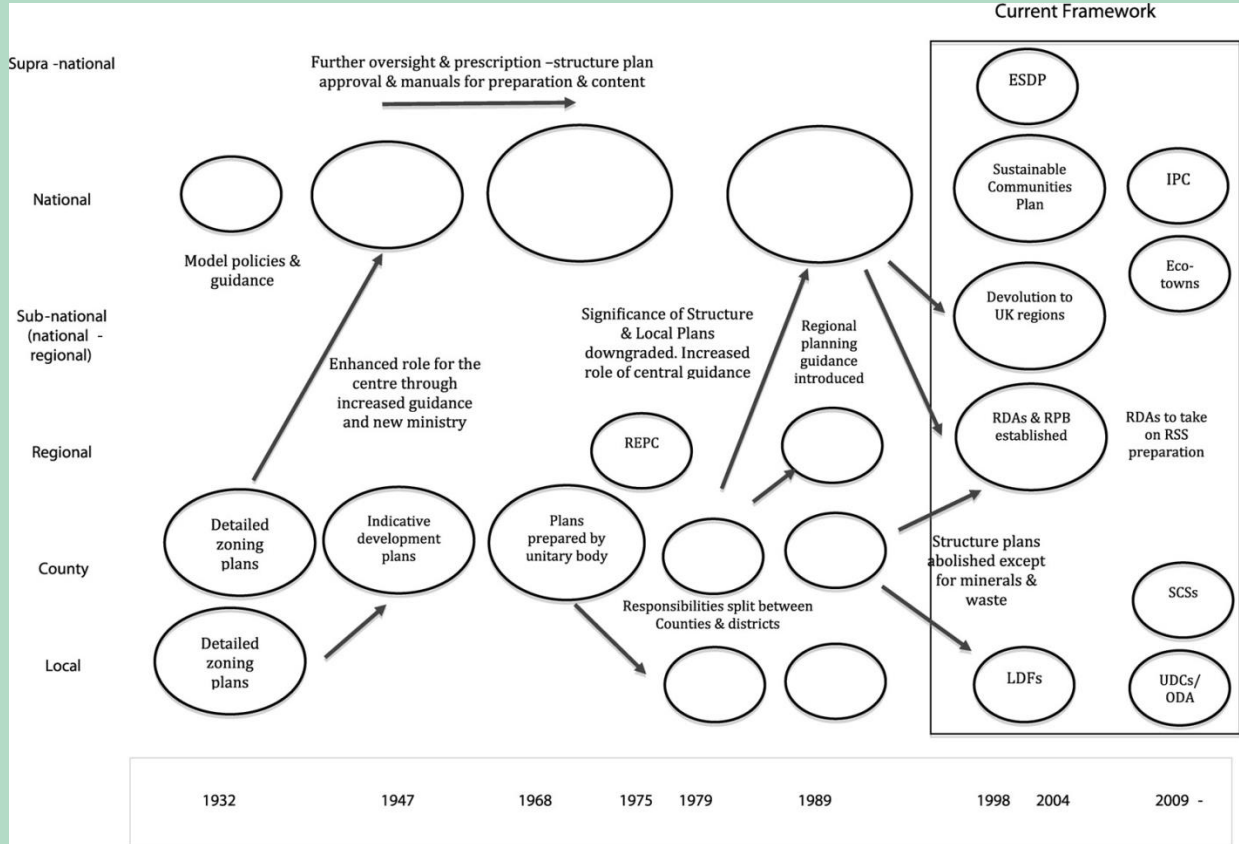 Current Framework
Supra -national
Further oversight & prescription –structure plan
approval & manuals for preparation & content
ESDP
National
Sustainable
Communities
Plan
IPC
Model policies &
guidance
Eco-
towns
Sub-national
(national -
regional)
Significance of Structure
& Local Plans
downgraded. Increased
role of central guidance
Regional
planning
guidance
introduced
Devolution to
UK regions
Enhanced role for the
centre through
increased guidance
and new ministry
Regional
REPC
RDAs & RPB
established
RDAs to take
on RSS
preparation
County
Detailed
zoning
plans
Indicative
development
plans
Plans
prepared by
unitary body
Structure plans
abolished except
for minerals &
waste
Responsibilities split between
Counties & districts
SCSs
Local
Detailed
zoning
plans
LDFs
UDCs/
ODA
1932 1947 1968 1975 1979 1989 1998 2004 2009 -